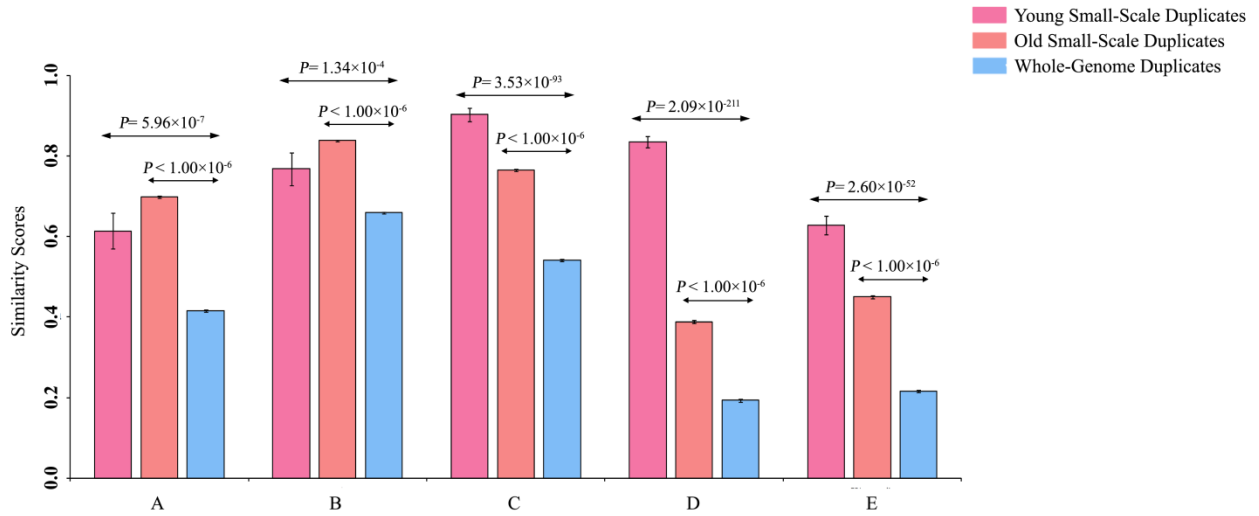 Young Small-Scale Duplicates
Old Small-Scale Duplicates
Whole-Genome Duplicates
Similarity Scores
1.0
0.8
0.6
0.4
0.2
0.0
P= 5.96×10⁻⁷
P < 1.00×10⁻⁶
P= 1.34×10⁻⁴
P < 1.00×10⁻⁶
P= 3.53×10⁻⁹³
P < 1.00×10⁻⁶
P= 2.09×10⁻²¹¹
P < 1.00×10⁻⁶
P= 2.60×10⁻⁵²
P < 1.00×10⁻⁶
A
B
C
D
E